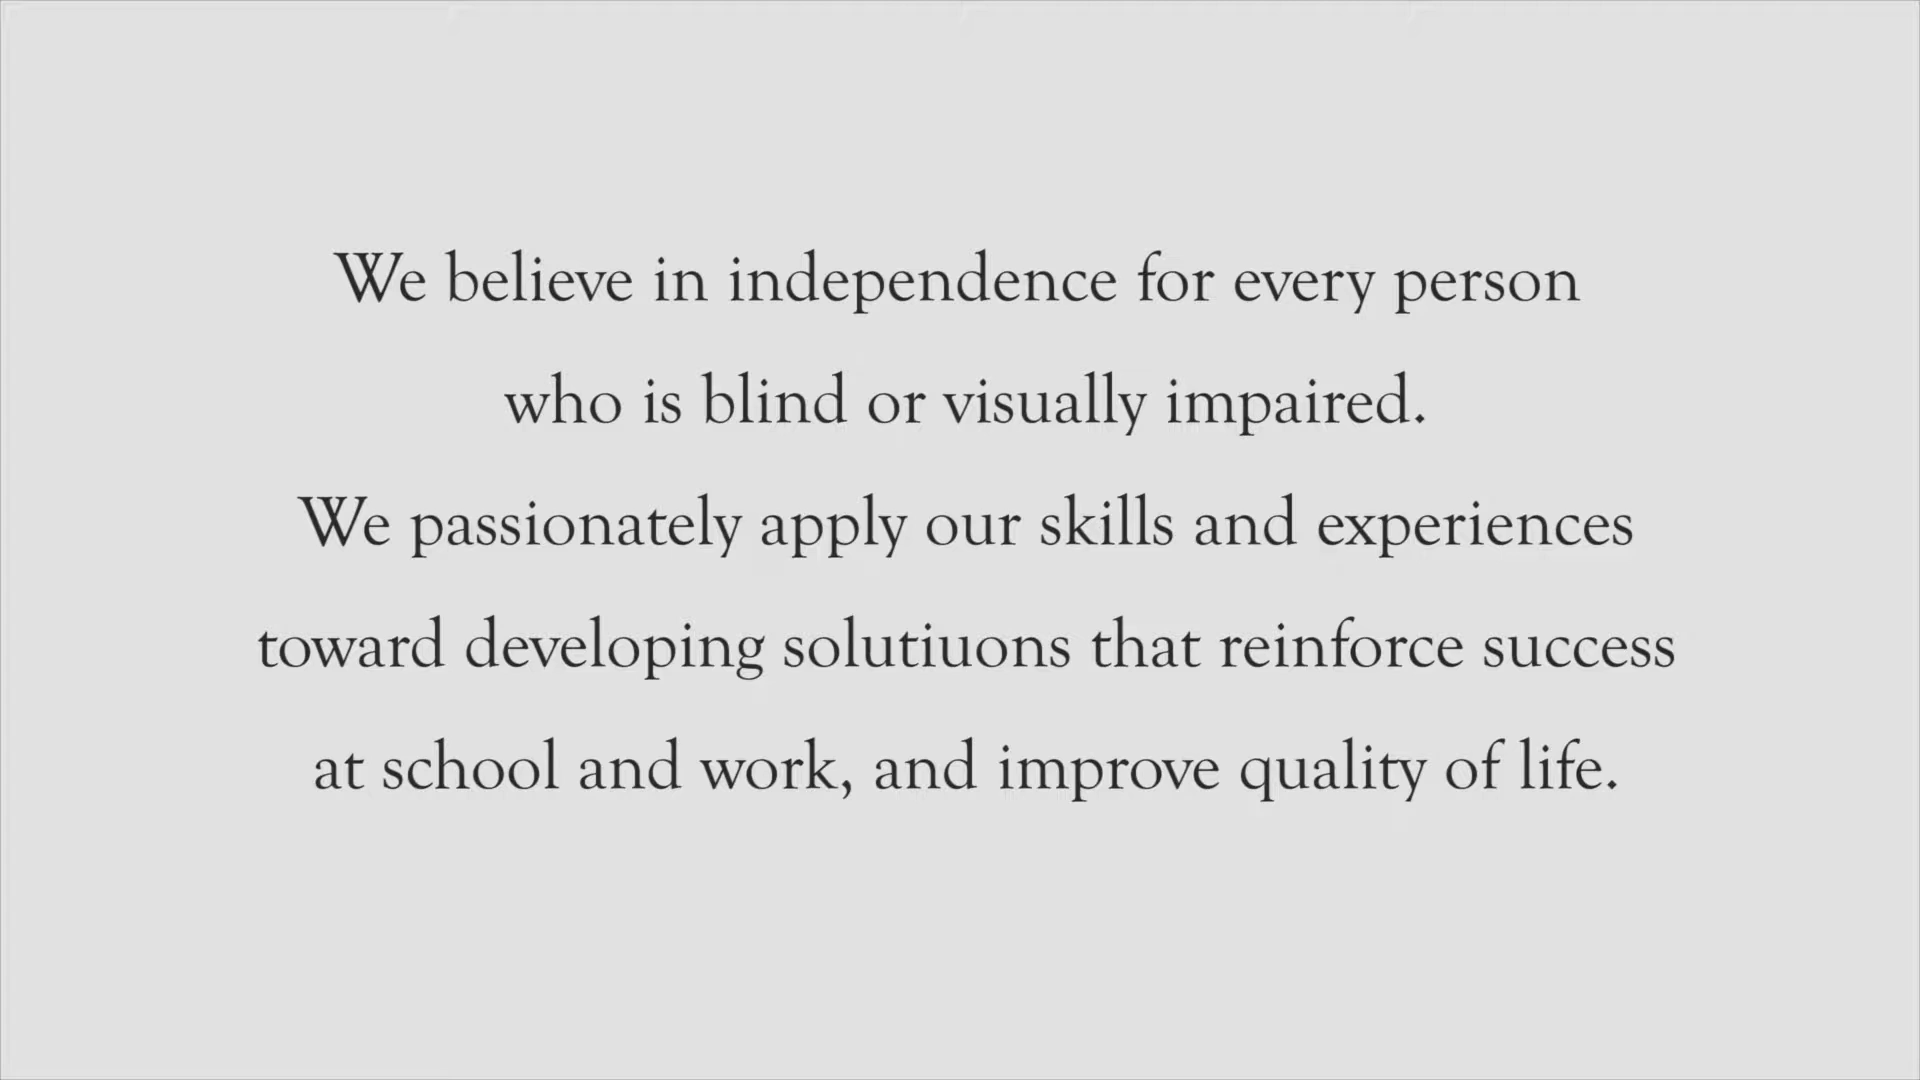 We believe in independence for every person
who is blind or visually impaired.
We passionately apply our skills and experiences
toward developing solutiuons that reinforce success
at school and work, and improve quality of life.